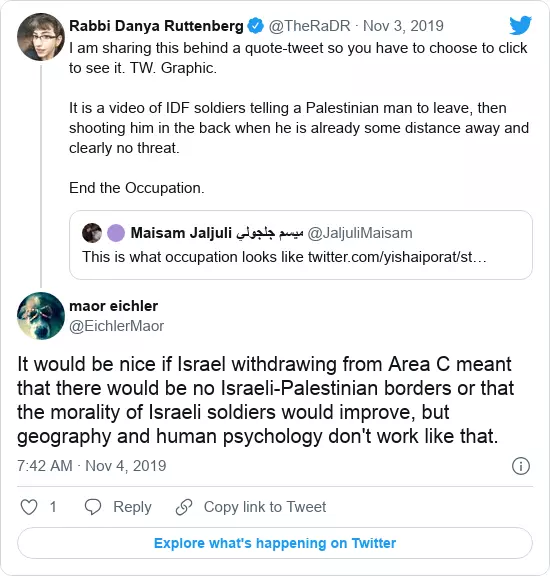 Rabbi Danya Ruttenberg @TheRaDR · Nov 3, 2019
I am sharing this behind a quote-tweet so you have to choose to click
to see it. TW. Graphic.
It is a video of IDF soldiers telling a Palestinian man to leave, then
shooting him in the back when he is already some distance away and
clearly no threat.
End the Occupation.
Maisam Jaljuli ميسم جلجولي @JaljuliMaisam
This is what occupation looks like twitter.com/yishaiporat/st…
maor eichler
@EichlerMaor
It would be nice if Israel withdrawing from Area C meant
that there would be no Israeli-Palestinian borders or that
the morality of Israeli soldiers would improve, but
geography and human psychology don't work like that.
7:42 AM · Nov 4, 2019
1 Reply Copy link to Tweet
Explore what's happening on Twitter